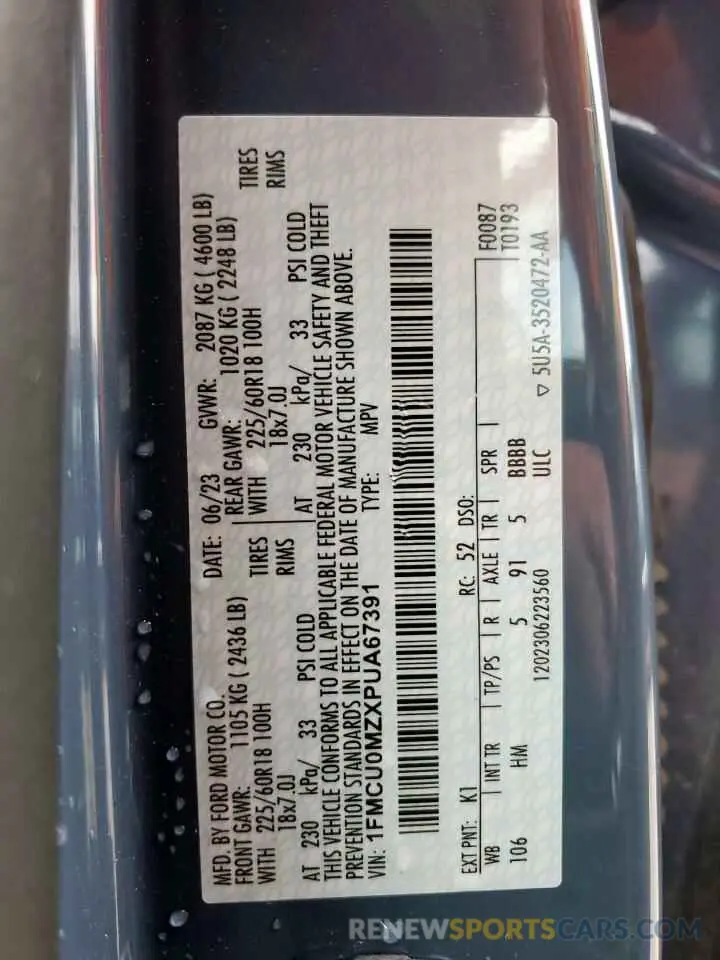 MFD. BY FORD MOTOR CO.
DATE: 06/23 GVWR: 2087 KG ( 4600 LB)
FRONT GAWR: 1105 KG ( 2436 LB) REAR GAWR: 1020 KG ( 2248 LB)
WITH 225/60R18 100H TIRES WITH 225/60R18 100H TIRES
18x7.0J RIMS 18x7.0J RIMS
AT 230 kPa/ 33 PSI COLD AT 230 kPa/ 33 PSI COLD
THIS VEHICLE CONFORMS TO ALL APPLICABLE FEDERAL MOTOR VEHICLE SAFETY AND THEFT
PREVENTION STANDARDS IN EFFECT ON THE DATE OF MANUFACTURE SHOWN ABOVE.
VIN: 1FMCU0MZXPUA67391 TYPE: MPV
EXT PNT: K1 RC: 52 DSO:
WB INT TR TP/PS R AXLE TR SPR F0087
106 HM 5 91 5 BBBB T0193
1202306223560 ULC ▽ 5U5A-3520472-AA
RENEWSPORTSCARS.COM